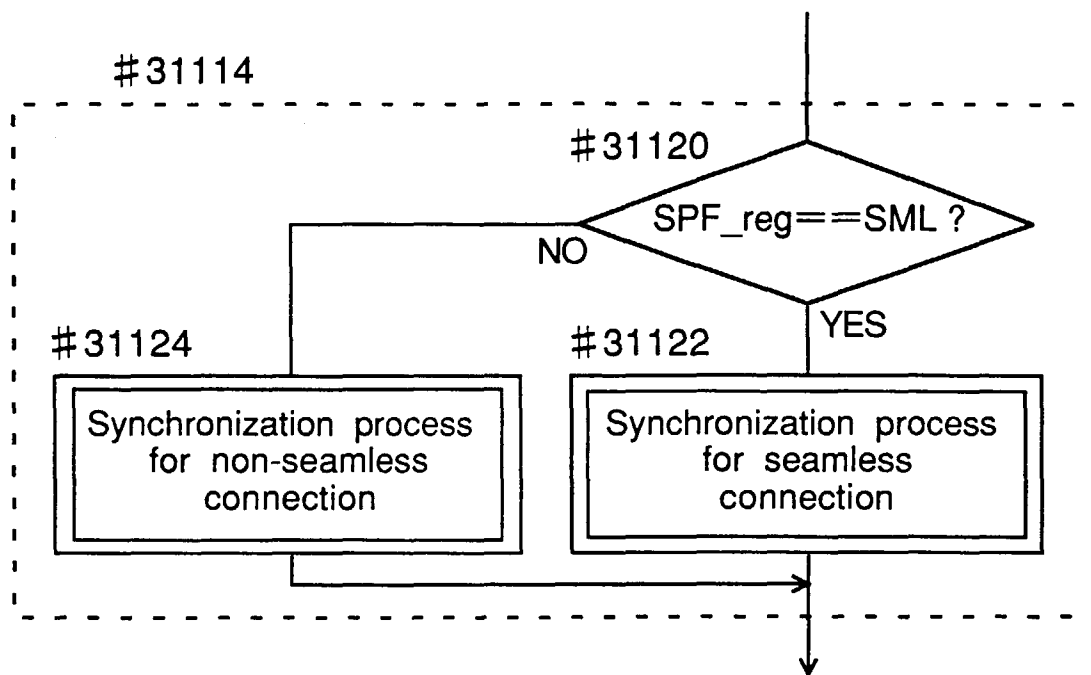 #31114
#31120
SPF_reg==SML ?
NO
YES
#31124
#31122
Synchronization process
for non-seamless
connection
Synchronization process
for seamless
connection